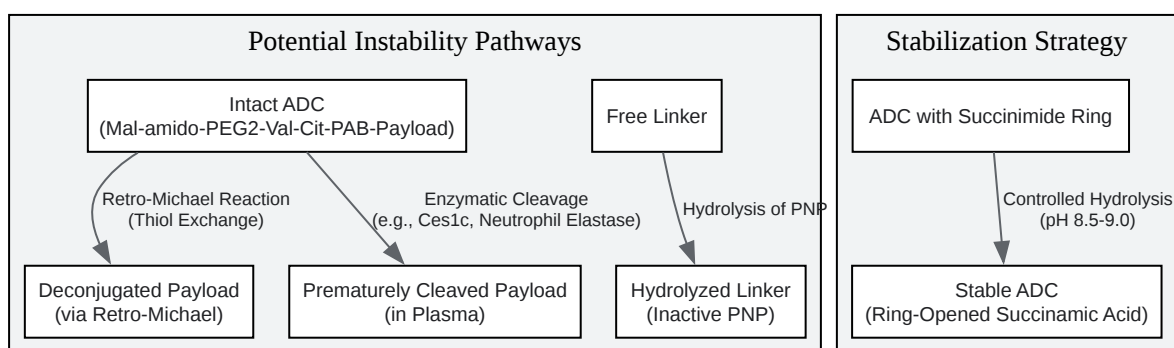 Potential Instability Pathways
Intact ADC
(Mal-amido-PEG2-Val-Cit-PAB-Payload)
Free Linker
Retro-Michael Reaction
(Thiol Exchange)
Enzymatic Cleavage
(e.g., Ces1c, Neutrophil Elastase)
Hydrolysis of PNP
Deconjugated Payload
(via Retro-Michael)
Prematurely Cleaved Payload
(in Plasma)
Hydrolyzed Linker
(Inactive PNP)
Stabilization Strategy
ADC with Succinimide Ring
Controlled Hydrolysis
(pH 8.5-9.0)
Stable ADC
(Ring-Opened Succinamic Acid)